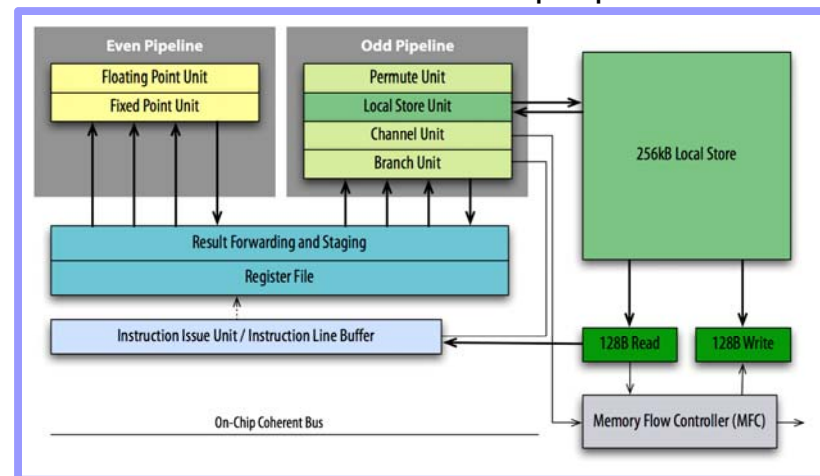 Even Pipeline
Odd Pipeline
Floating Point Unit
Fixed Point Unit
Permute Unit
Local Store Unit
Channel Unit
Branch Unit
256kB Local Store
Result Forwarding and Staging
Register File
Instruction Issue Unit / Instruction Line Buffer
128B Read
128B Write
On-Chip Coherent Bus
Memory Flow Controller (MFC)